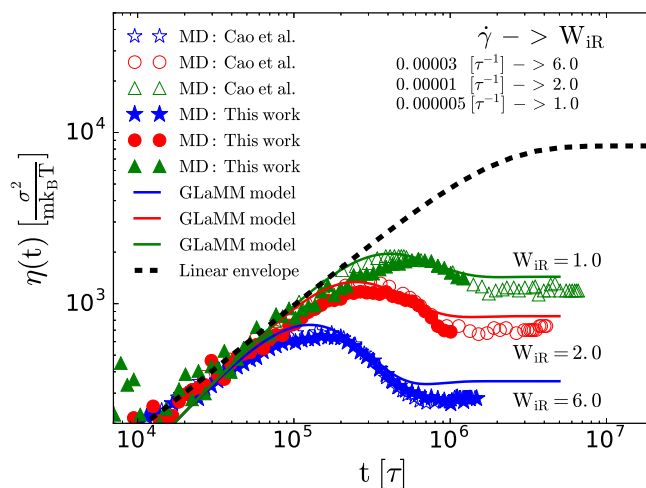 MD: Cao et al.
MD: Cao et al.
MD: Cao et al.
MD: This work
MD: This work
MD: This work
GLaMM model
GLaMM model
GLaMM model
Linear envelope
γ̇ −> W_iR
0.00003 [τ⁻¹] −> 6.0
0.00001 [τ⁻¹] −> 2.0
0.000005 [τ⁻¹] −> 1.0
W_iR = 1.0
W_iR = 2.0
W_iR = 6.0
η(t) [σ²/√(mk_BT)]
10⁴
10³
10⁴ 10⁵ 10⁶ 10⁷
t [τ]